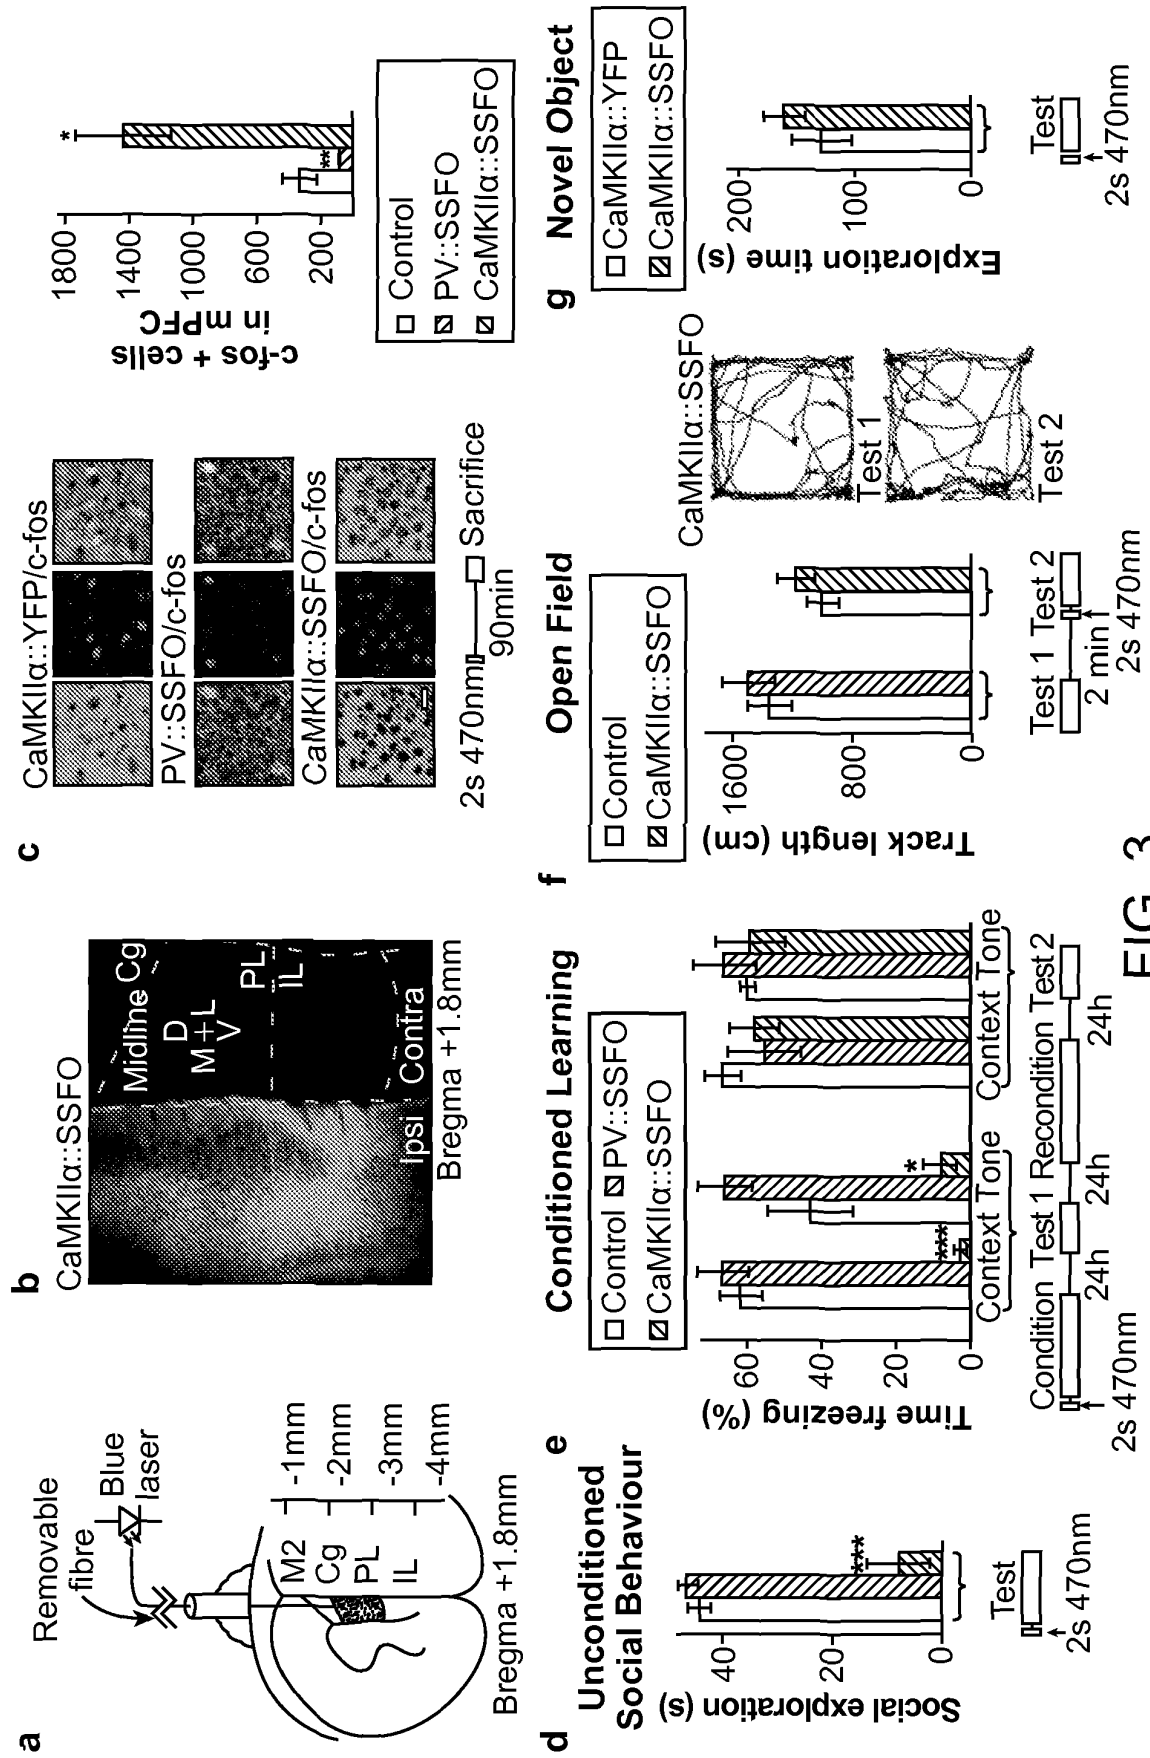 a
Removable
fibre
Blue
laser
M2
Cg
PL
IL
-1mm
-2mm
-3mm
-4mm
Bregma +1.8mm
b
CaMKIIα::SSFO
Midline
Cg
D
M+L
V
PL
IL
Ipsi
Contra
Bregma +1.8mm
c
CaMKIIα::YFP/c-fos
PV::SSFO/c-fos
CaMKIIα::SSFO/c-fos
2s 470nm
90min
Sacrifice
c-fos + cells
in mPFC
1800
1400
1000
600
200
*
**
Control
PV::SSFO
CaMKIIα::SSFO
d
Unconditioned
Social Behaviour
Social exploration (s)
40
20
0
***
Test
2s 470nm
e
Conditioned Learning
Control PV::SSFO
CaMKIIα::SSFO
Time freezing (%)
60
40
20
0
***
*
Context Tone
Context Tone
Condition Test 1 Recondition Test2
24h
24h
24h
2s 470nm
f
Open Field
Control
CaMKIIα::SSFO
Track length (cm)
1600
800
0
Test 1 Test 2
2 min
2s 470nm
CaMKIIα::SSFO
Test 1
Test 2
g
Novel Object
CaMKIIα::YFP
CaMKIIα::SSFO
Exploration time (s)
200
100
0
Test
2s 470nm
FIG. 3